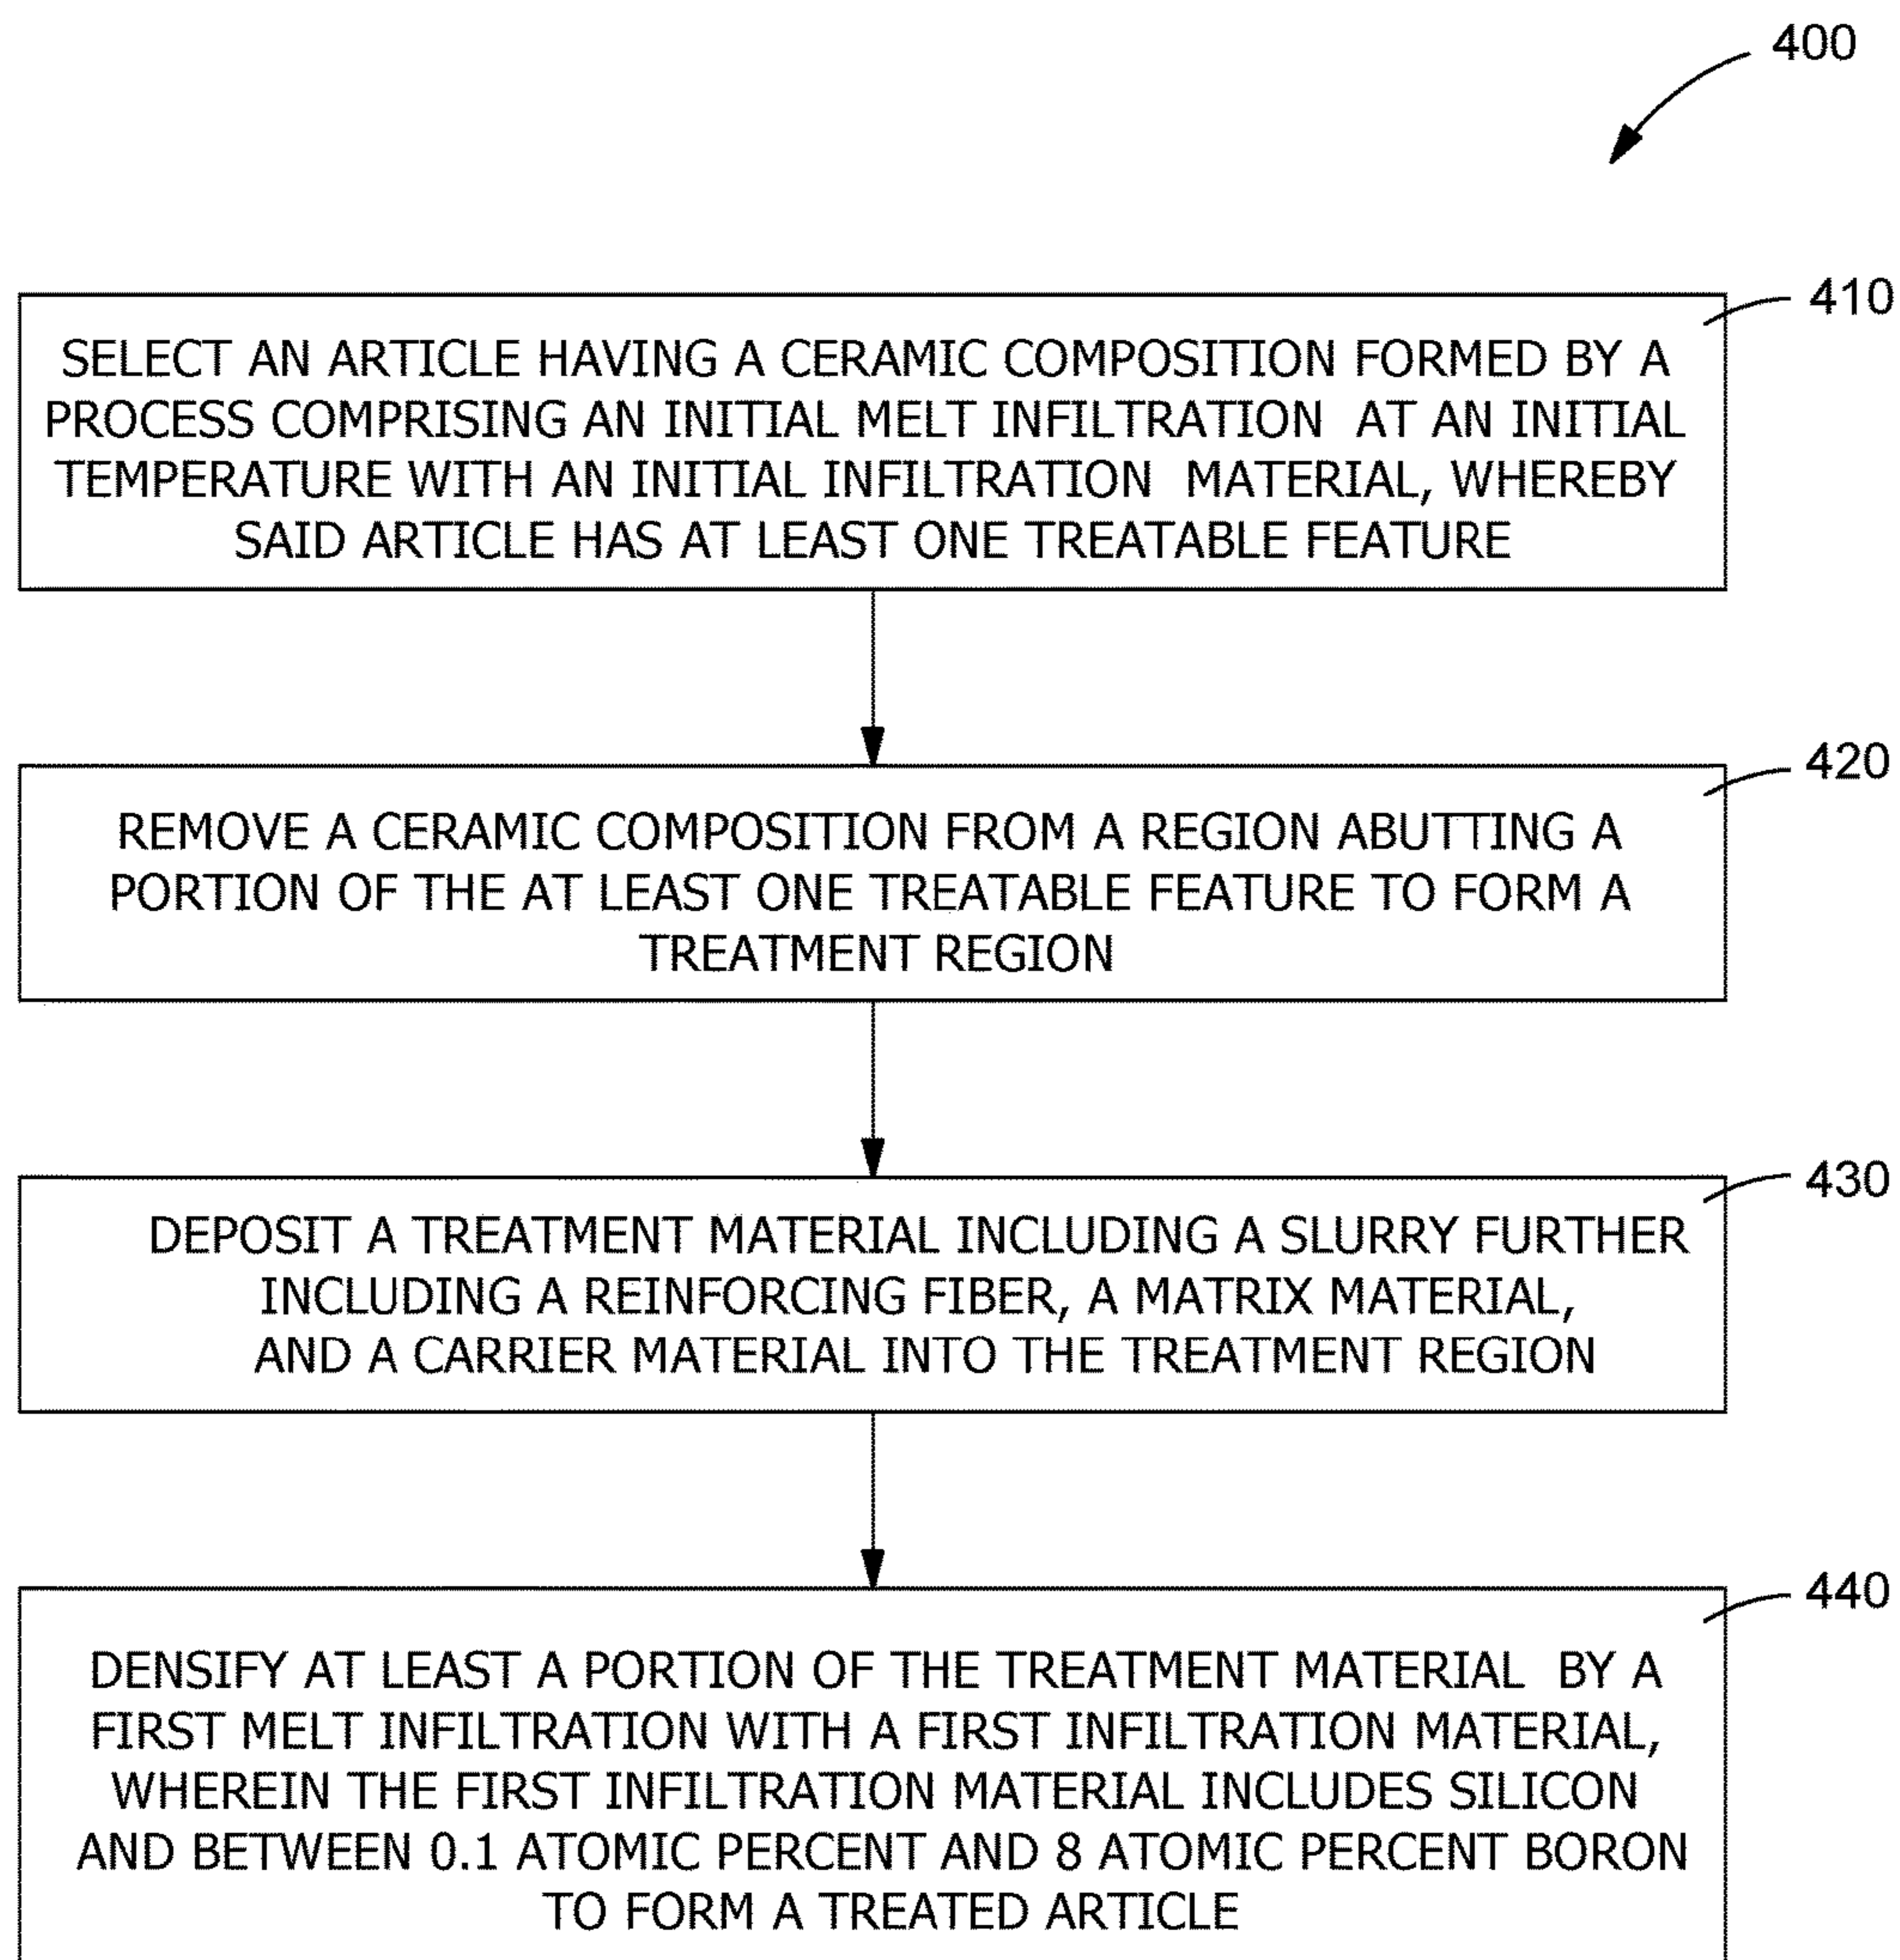 400
410
SELECT AN ARTICLE HAVING A CERAMIC COMPOSITION FORMED BY A
PROCESS COMPRISING AN INITIAL MELT INFILTRATION AT AN INITIAL
TEMPERATURE WITH AN INITIAL INFILTRATION MATERIAL, WHEREBY
SAID ARTICLE HAS AT LEAST ONE TREATABLE FEATURE
420
REMOVE A CERAMIC COMPOSITION FROM A REGION ABUTTING A
PORTION OF THE AT LEAST ONE TREATABLE FEATURE TO FORM A
TREATMENT REGION
430
DEPOSIT A TREATMENT MATERIAL INCLUDING A SLURRY FURTHER
INCLUDING A REINFORCING FIBER, A MATRIX MATERIAL,
AND A CARRIER MATERIAL INTO THE TREATMENT REGION
440
DENSIFY AT LEAST A PORTION OF THE TREATMENT MATERIAL BY A
FIRST MELT INFILTRATION WITH A FIRST INFILTRATION MATERIAL,
WHEREIN THE FIRST INFILTRATION MATERIAL INCLUDES SILICON
AND BETWEEN 0.1 ATOMIC PERCENT AND 8 ATOMIC PERCENT BORON
TO FORM A TREATED ARTICLE